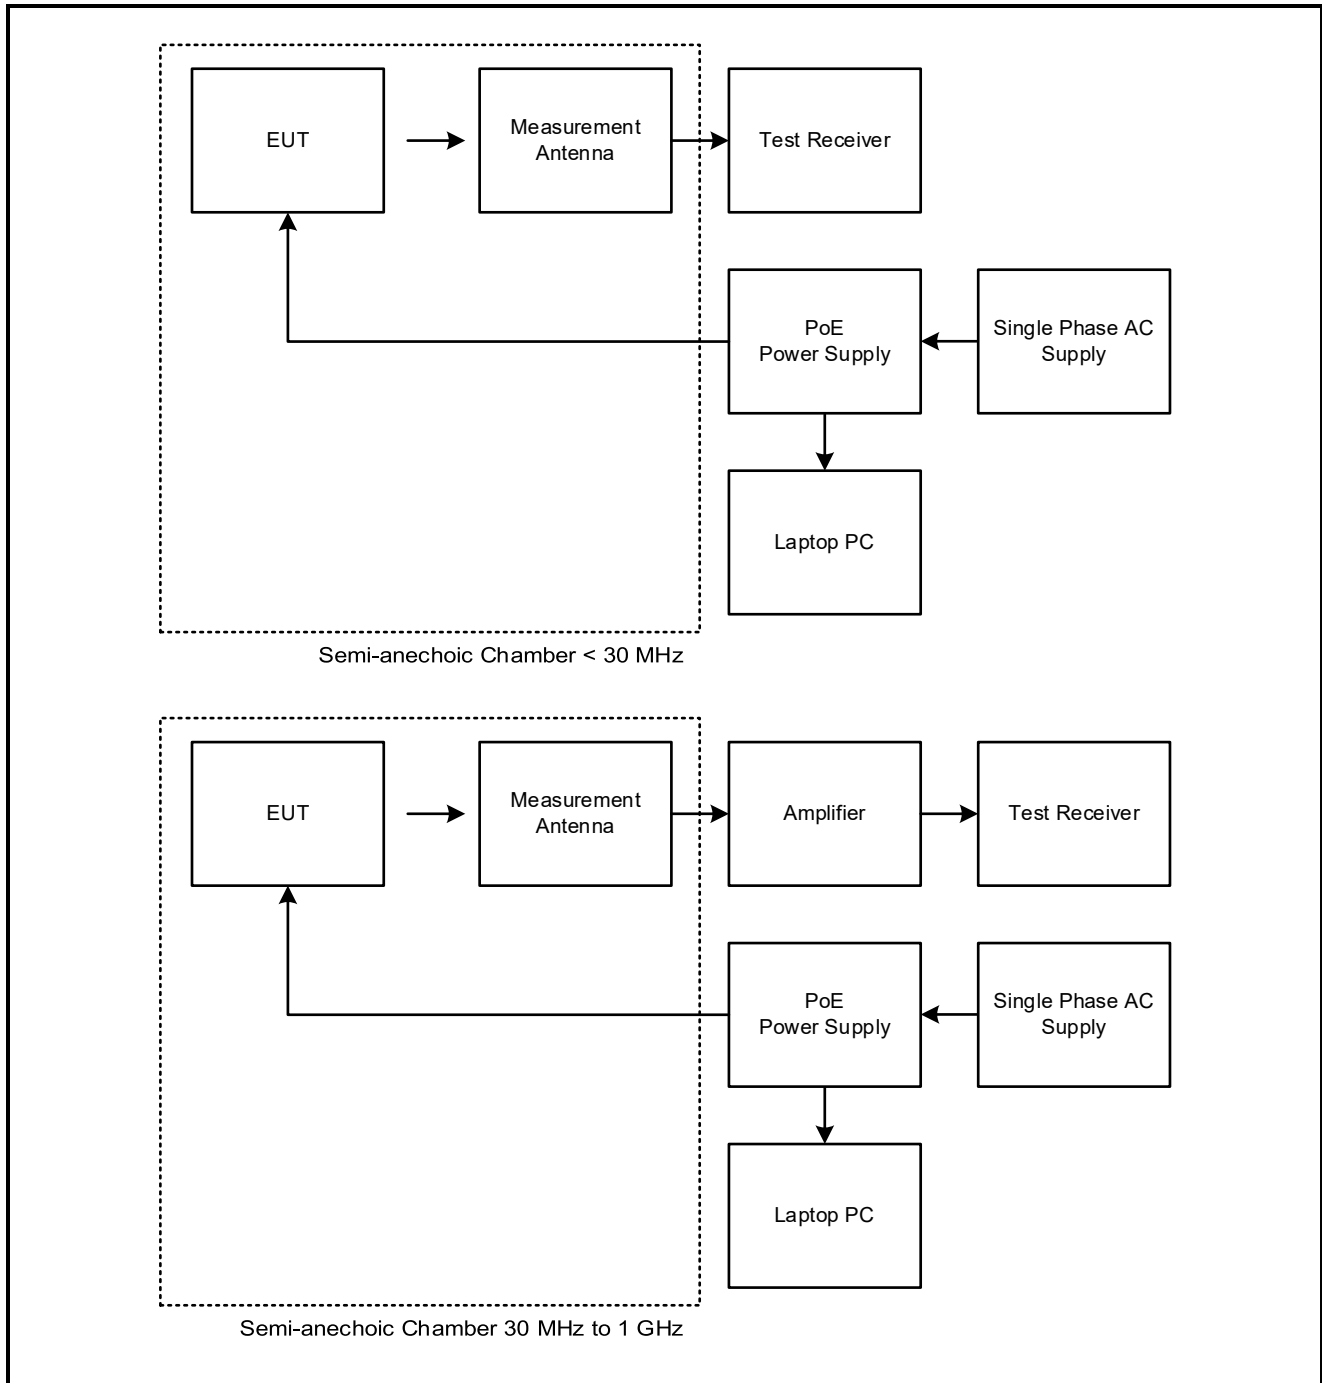 EUT
Measurement
Antenna
Test Receiver
PoE
Power Supply
Single Phase AC
Supply
Laptop PC
Semi-anechoic Chamber < 30 MHz
EUT
Measurement
Antenna
Amplifier
Test Receiver
PoE
Power Supply
Single Phase AC
Supply
Laptop PC
Semi-anechoic Chamber 30 MHz to 1 GHz